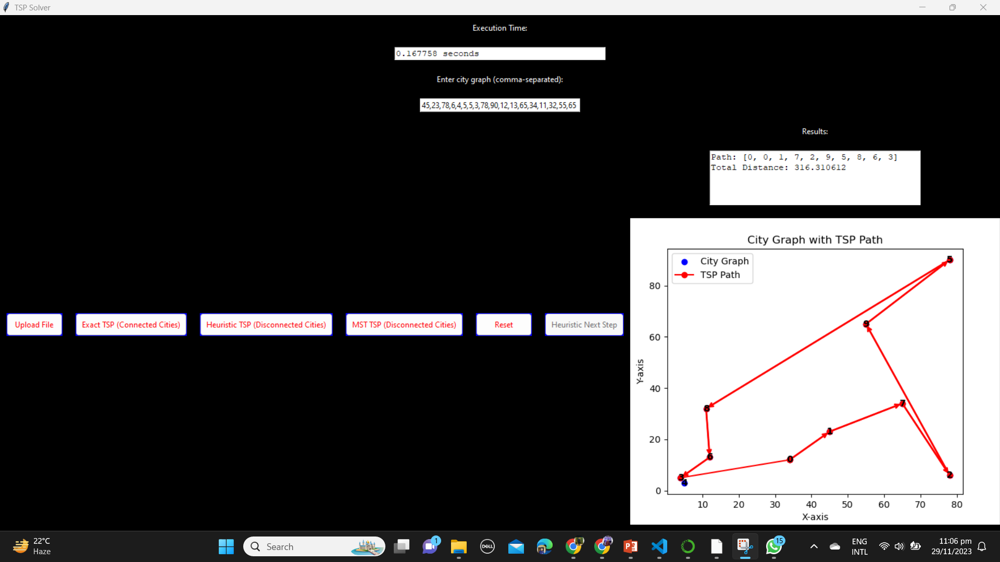 TSP Solver
Execution Time:
0.167758 seconds
Enter city graph (comma-separated):
45,23,78,6,4,5,5,3,78,90,12,13,65,34,11,32,55,65
Results:
Path: [0, 0, 1, 7, 2, 9, 5, 8, 6, 3]
Total Distance: 316.310612
Upload File
Exact TSP (Connected Cities)
Heuristic TSP (Disconnected Cities)
MST TSP (Disconnected Cities)
Reset
Heuristic Next Step
City Graph with TSP Path
City Graph
TSP Path
5
9
8
7
1
6
0
3
4
2
80
60
40
20
0
Y-axis
10 20 30 40 50 60 70 80
X-axis
22°C
Haze
Search
1
DELL
15
ENG
INTL
11:06 pm
29/11/2023